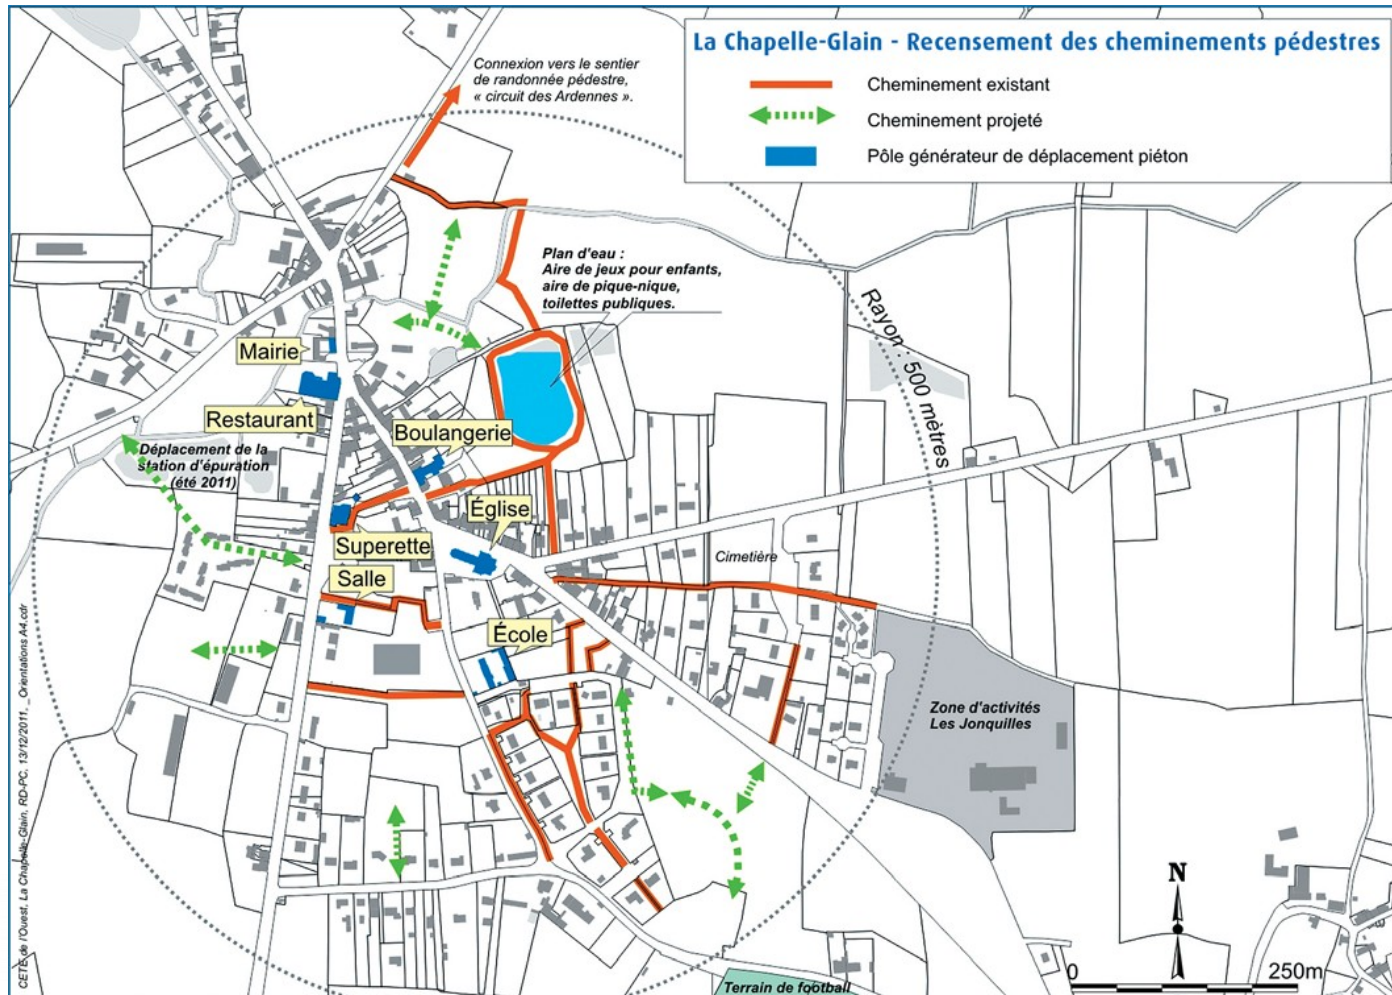 La Chapelle-Glain - Recensement des cheminements pédestres
Cheminement existant
Cheminement projeté
Pôle générateur de déplacement piéton
Connexion vers le sentier
de randonnée pédestre,
« circuit des Ardennes ».
Plan d'eau :
Aire de jeux pour enfants,
aire de pique-nique,
toilettes publiques.
Rayon : 500 mètres
Mairie
Restaurant
Boulangerie
Déplacement de la
station d'épuration
(été 2011)
Église
Superette
Cimetière
Salle
École
Zone d'activités
Les Jonquilles
N
0 250m
Terrain de football
CETE de l'Ouest, La Chapelle-Glain, RD-PC, 13/12/2011, _ Orientations A4.cdr